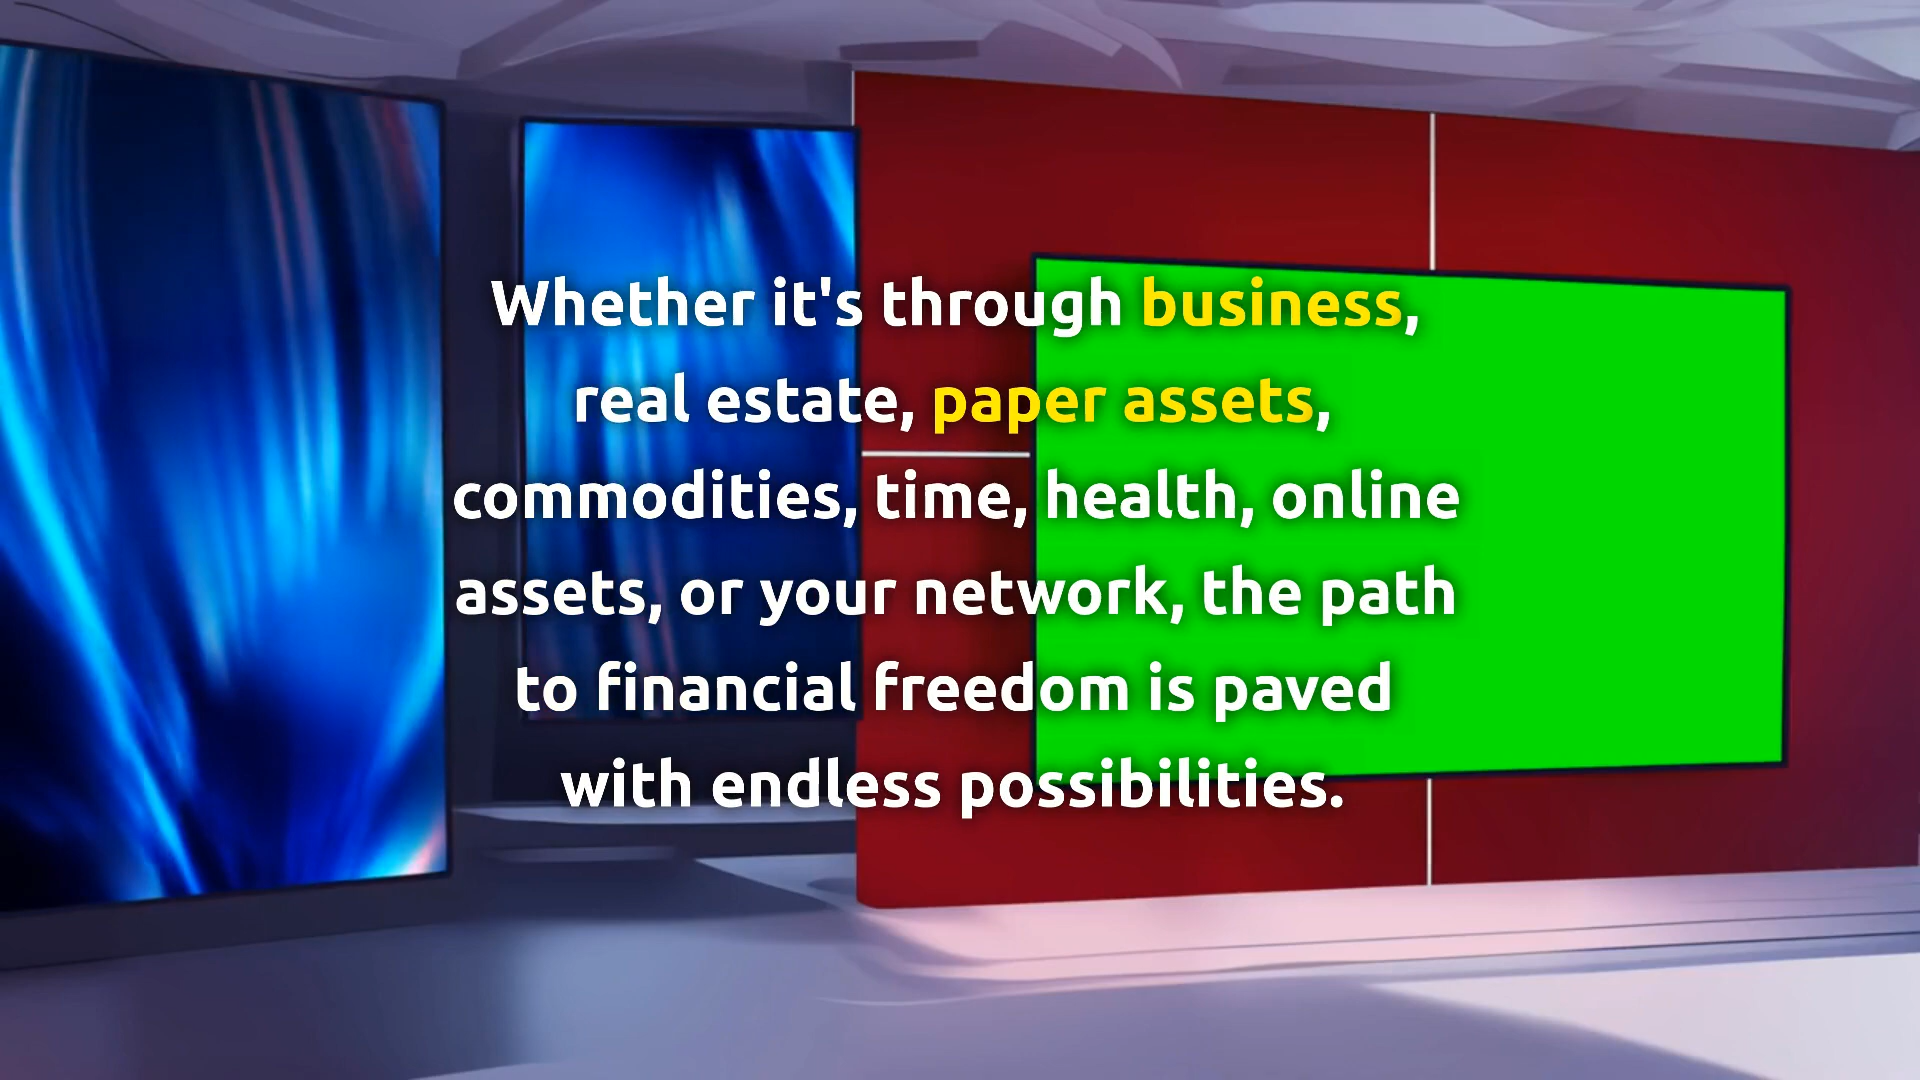 Whether it's through business,
real estate, paper assets,
commodities, time, health, online
assets, or your network, the path
to financial freedom is paved
with endless possibilities.